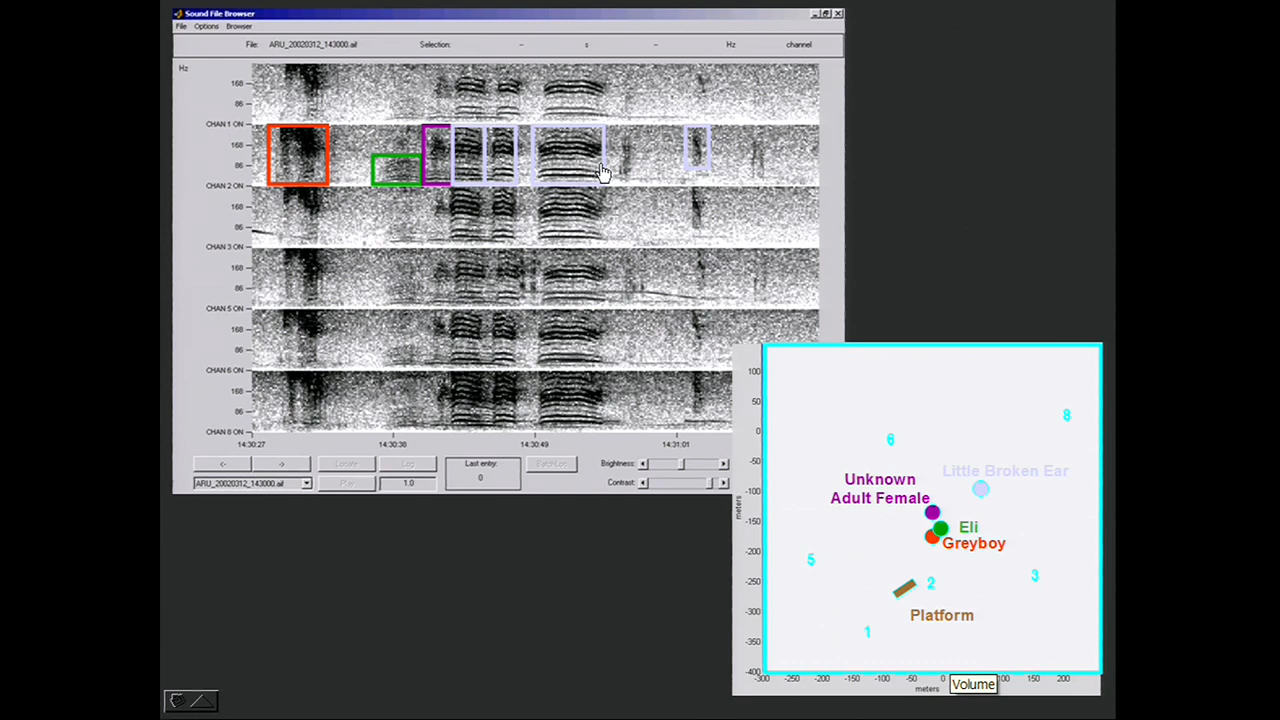 Sound File Browser
File Options Browser
File: ARU_20020312_143000.aif Selection: – s – Hz channel
Hz
168
86
CHAN 1 ON
168
86
CHAN 2 ON
168
86
CHAN 3 ON
168
86
CHAN 5 ON
168
86
CHAN 6 ON
168
86
CHAN 8 ON
14:30:27 14:30:38 14:30:49 14:31:01
<- -> Locate Log Last entry: 0 BatchLoc Brightness:
ARU_20020312_143000.aif Play 1.0 Contrast:
100
50
0
-50
-100
-150
-200
-250
-300
-350
-400
meters
8
6
Little Broken Ear
Unknown
Adult Female
Eli
Greyboy
5
3
2
Platform
1
-300 -250 -200 -150 -100 -50 0 50 100 150 200
meters
Volume